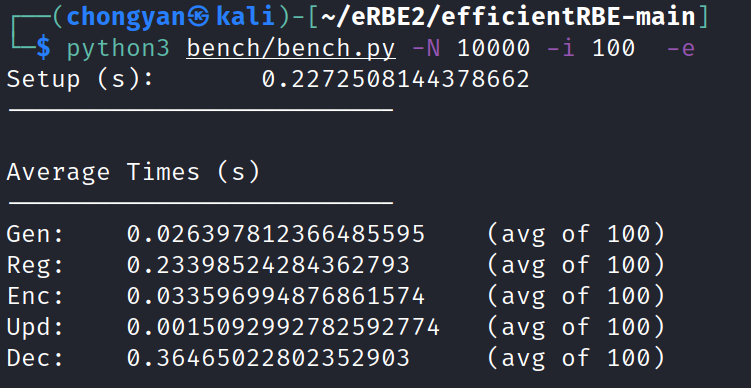 ┌──(chongyan㉿kali)-[~/eRBE2/efficientRBE-main]
└─$ python3 bench/bench.py -N 10000 -i 100  -e
Setup (s):       0.2272508144378662
--------------------------
Average Times (s)
--------------------------
Gen:    0.026397812366485595    (avg of 100)
Reg:    0.23398524284362793    (avg of 100)
Enc:    0.033596994876861574    (avg of 100)
Upd:    0.0015092992782592774   (avg of 100)
Dec:    0.36465022802352903    (avg of 100)